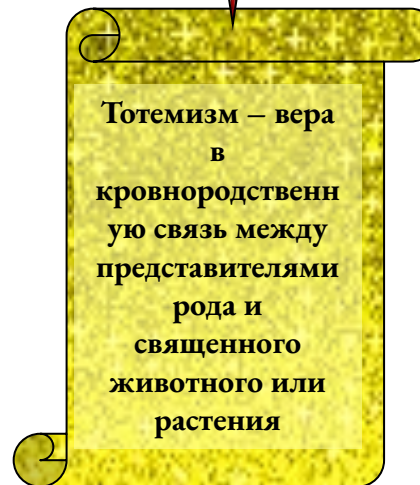 Тотемизм – вера
в
кровнородственн
ую связь между
представителями
рода и
священного
животного или
растения